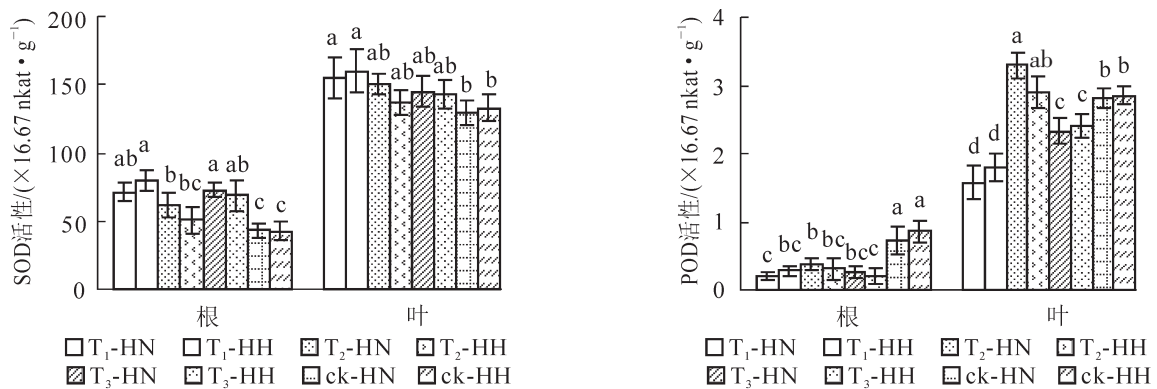 SOD活性/(×16.67 nkat·g⁻¹)
200
150
100
50
0
ab a b bc a ab c c
a a ab ab ab ab b b
根 叶
T₁-HN T₁-HH T₂-HN T₂-HH
T₃-HN T₃-HH ck-HN ck-HH
POD活性/(×16.67 nkat·g⁻¹)
4
3
2
1
0
c bc b bc bc c a a
d d a ab c c b b
根 叶
T₁-HN T₁-HH T₂-HN T₂-HH
T₃-HN T₃-HH ck-HN ck-HH